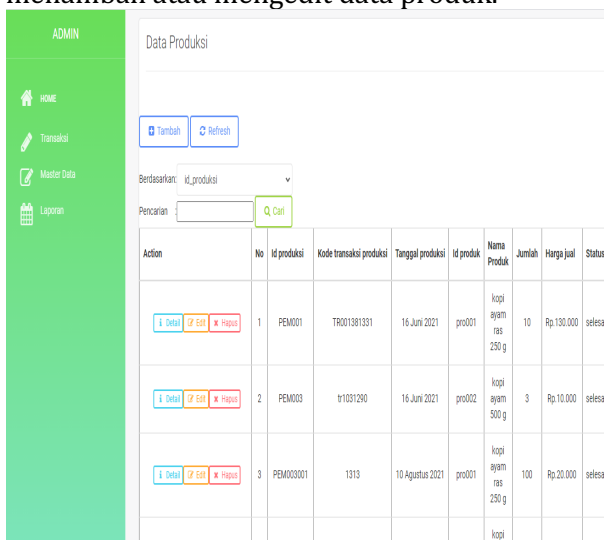 menambah atau mengedit data produk.
ADMIN
HOME
Transaksi
Master Data
Laporan
Data Produksi
Tambah Refresh
Berdasarkan: id_produksi
Pencarian : Cari
Action No Id produksi Kode transaksi produksi Tanggal produksi Id produk Nama Produk Jumlah Harga jual Status
Detail Edit Hapus 1 PEM001 TR001381331 16 Juni 2021 pro001 kopi ayam ras 250 g 10 Rp.130.000 selesa
Detail Edit Hapus 2 PEM003 tr1031290 16 Juni 2021 pro002 kopi ayam 500 g 3 Rp.10.000 selesa
Detail Edit Hapus 3 PEM003001 1313 10 Agustus 2021 pro001 kopi ayam ras 250 g 100 Rp.20.000 selesa
kopi